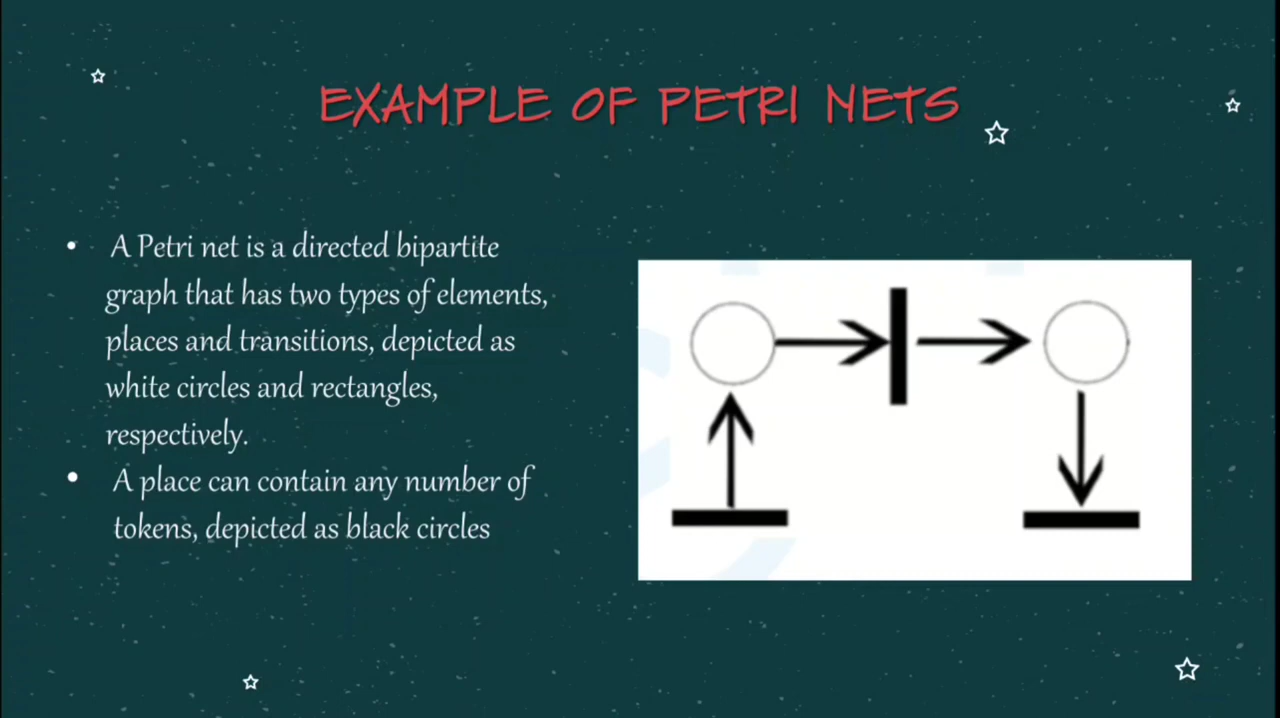 EXAMPLE OF PETRI NETS
• A Petri net is a directed bipartite
graph that has two types of elements,
places and transitions, depicted as
white circles and rectangles,
respectively.
• A place can contain any number of
tokens, depicted as black circles